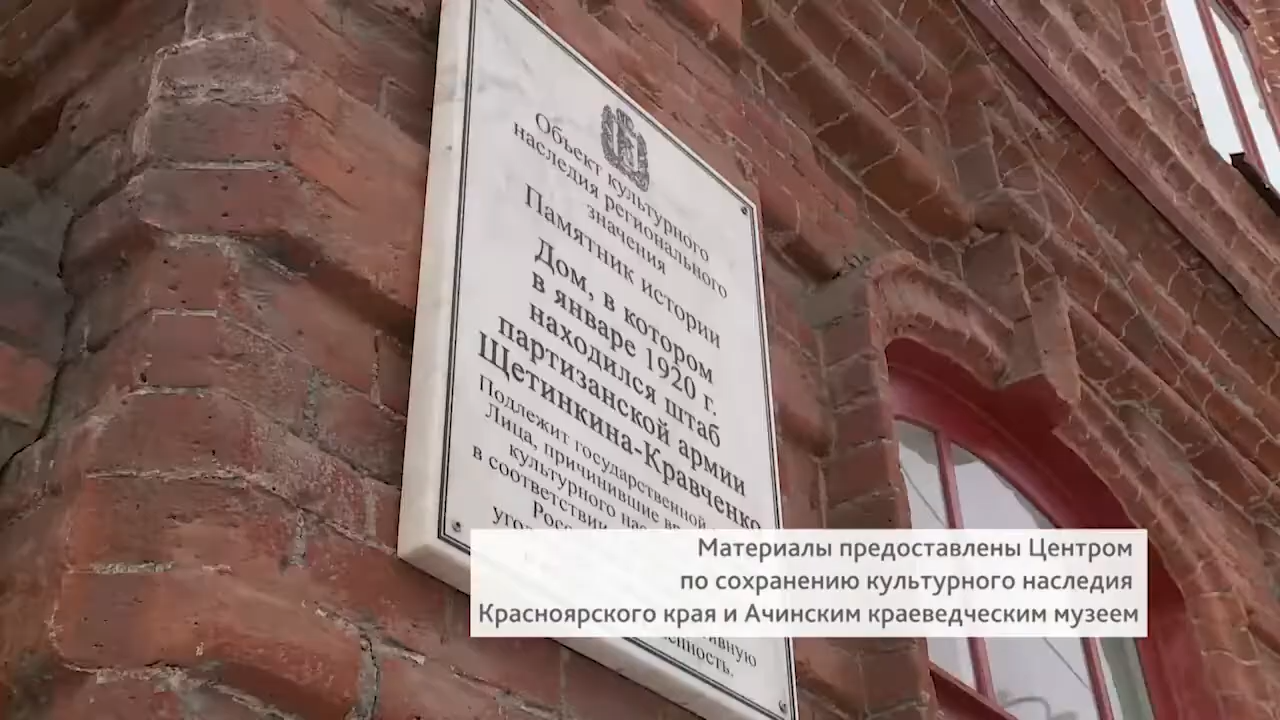 Объект культурного
наследия регионального
значения
Памятник истории
Дом, в котором
в январе 1920 г.
находился штаб
партизанской армии
Щетинкина-Кравченко
Подлежит государственной
Лица, причинившие
культурного
в соответствии
Материалы предоставлены Центром
по сохранению культурного наследия
Красноярского края и Ачинским краеведческим музеем